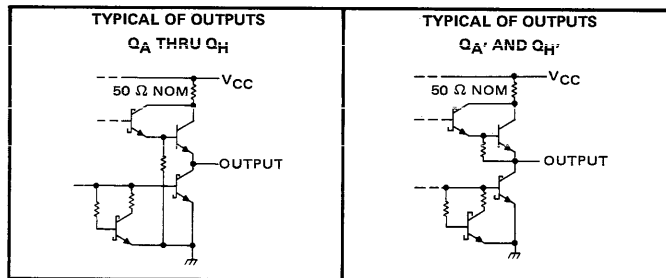 TYPICAL OF OUTPUTS
QA THRU QH
VCC
50 Ω NOM
OUTPUT
TYPICAL OF OUTPUTS
QA' AND QH'
VCC
50 Ω NOM
OUTPUT